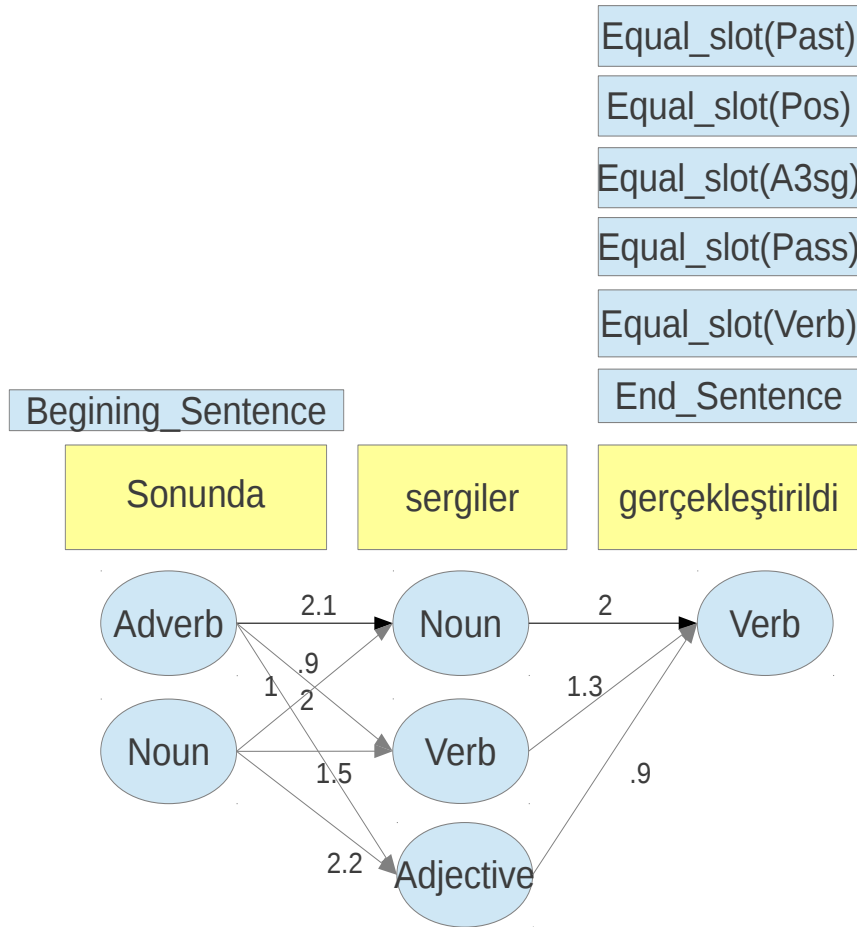 Equal_slot(Past)
Equal_slot(Pos)
Equal_slot(A3sg)
Equal_slot(Pass)
Equal_slot(Verb)
Begining_Sentence
End_Sentence
Sonunda
sergiler
gerçekleştirildi
Adverb
2.1
Noun
2
Verb
.9
1
2
1.3
Noun
Verb
1.5
.9
2.2
Adjective